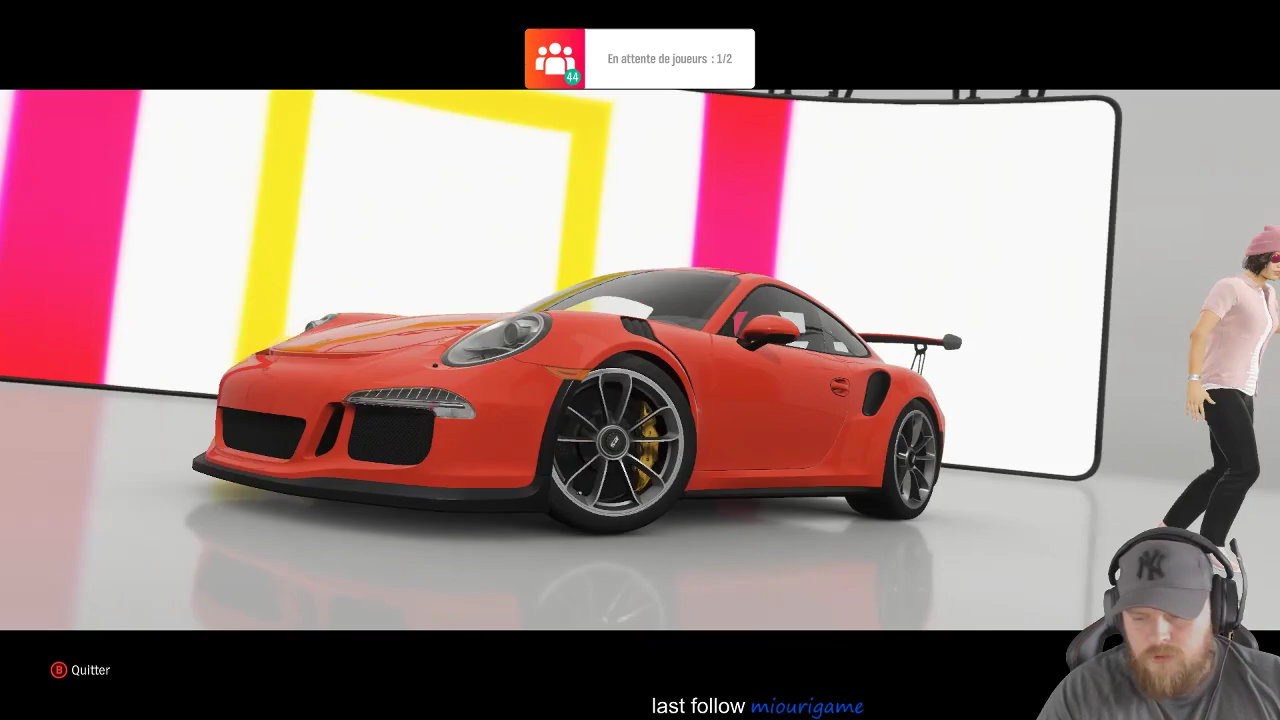 En attente de joueurs : 1/2
44
B Quitter
last follow miourigame